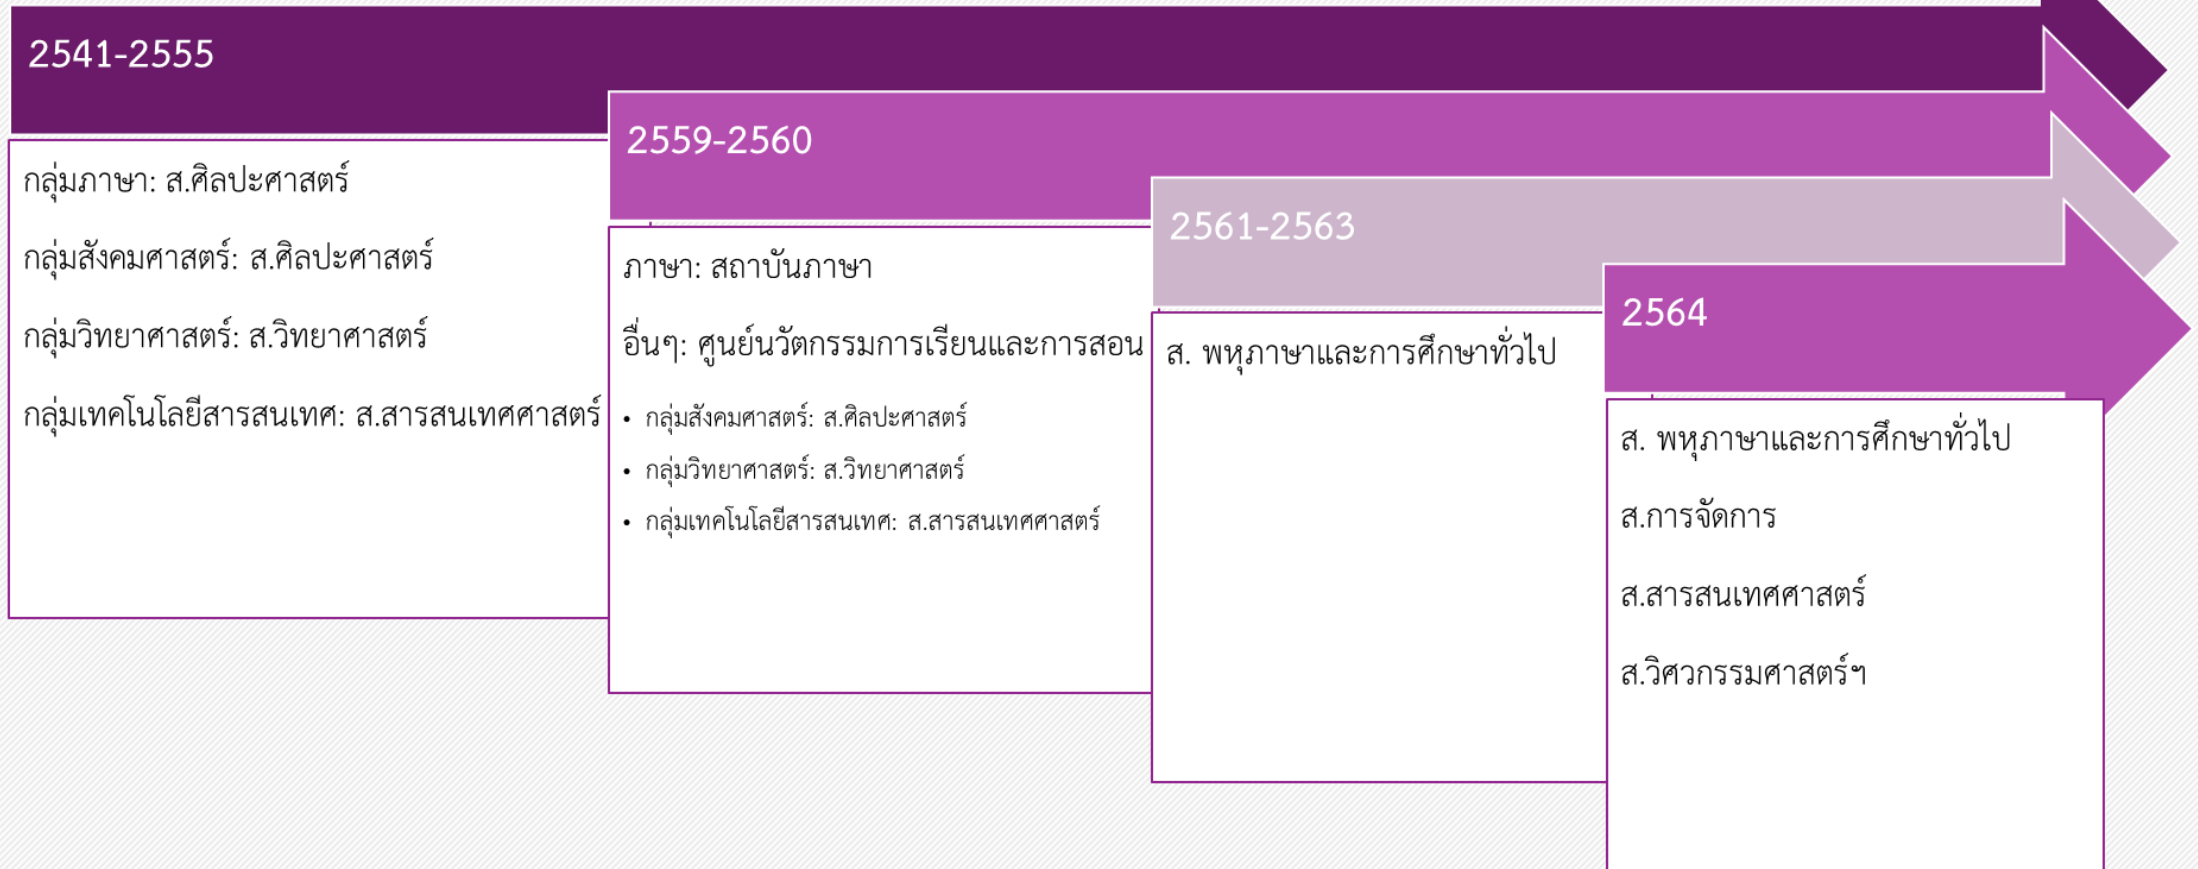 2541-2555
กลุ่มภาษา: ส.ศิลปะศาสตร์
กลุ่มสังคมศาสตร์: ส.ศิลปะศาสตร์
กลุ่มวิทยาศาสตร์: ส.วิทยาศาสตร์
กลุ่มเทคโนโลยีสารสนเทศ: ส.สารสนเทศศาสตร์
2559-2560
ภาษา: สถาบันภาษา
อื่นๆ: ศูนย์นวัตกรรมการเรียนและการสอน
• กลุ่มสังคมศาสตร์: ส.ศิลปะศาสตร์
• กลุ่มวิทยาศาสตร์: ส.วิทยาศาสตร์
• กลุ่มเทคโนโลยีสารสนเทศ: ส.สารสนเทศศาสตร์
2561-2563
ส. พหุภาษาและการศึกษาทั่วไป
2564
ส. พหุภาษาและการศึกษาทั่วไป
ส.การจัดการ
ส.สารสนเทศศาสตร์
ส.วิศวกรรมศาสตร์ฯ